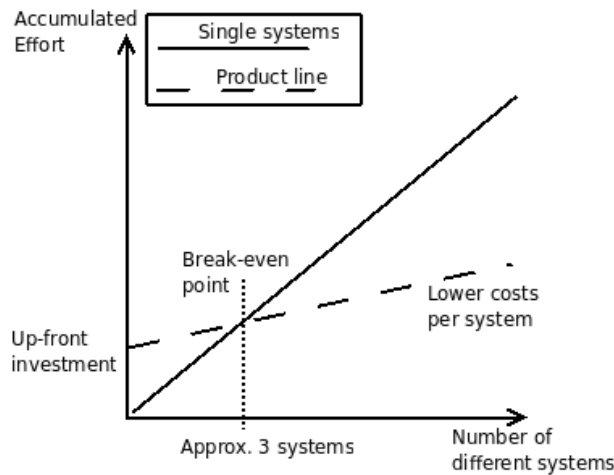 Accumulated
Effort
Single systems
Product line
Break-even
point
Lower costs
per system
Up-front
investment
Approx. 3 systems
Number of
different systems